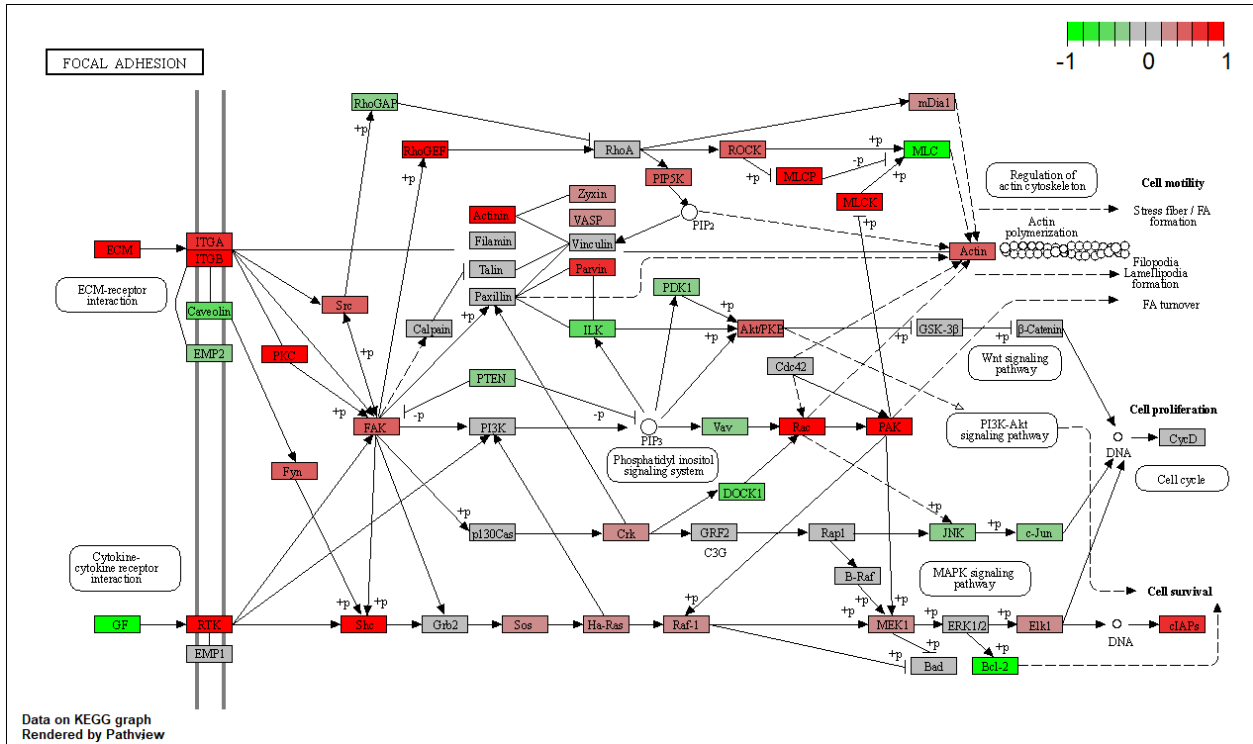 -1
0
1
FOCAL ADHESION
RhoGAP
mDia1
+p
RhoGEF
RhoA
ROCK
+p
MLC
-p
+p
MLCP
+p
PIP5K
MLCK
+p
Regulation of
actin cytoskeleton
Cell motility
+p
Zyxin
Actinin
VASP
PIP2
Stress fiber / FA
formation
Actin
polymerization
ITGA
ECM
ITGB
Filamin
Vinculin
Actin
Filopodia
Lamellipodia
formation
Talin
Parvin
ECM-receptor
interaction
Paxillin
PDK1
FA turnover
Caveolin
Src
+p
Calpain
ILK
+p
+p
Akt/PKB
GSK-3β
+p
β-Catenin
EMP2
PKC
+p
Cdc42
Wnt signaling
pathway
PTEN
+p
-p
-p
FAK
PI3K
PIP3
Vav
Rac
PAK
+p
PI3K-Akt
signaling pathway
Cell proliferation
DNA
CycD
Phosphatidyl inositol
signaling system
Fyn
Cell cycle
DOCK1
+p
+p
p130Cas
Crk
GRF2
C3G
Rap1
JNK
+p
c-Jun
Cytokine-
cytokine receptor
interaction
B-Raf
MAPK signaling
pathway
+p
+p
+p
+p
+p
Cell survival
GF
RTK
+p
+p
Shc
Grb2
Sos
Ha-Ras
Raf-1
+p
MEK1
+p
ERK1/2
+p
Elk1
DNA
cIAPs
EMP1
+p
+p
Bad
+p
Bcl-2
Data on KEGG graph
Rendered by Pathview